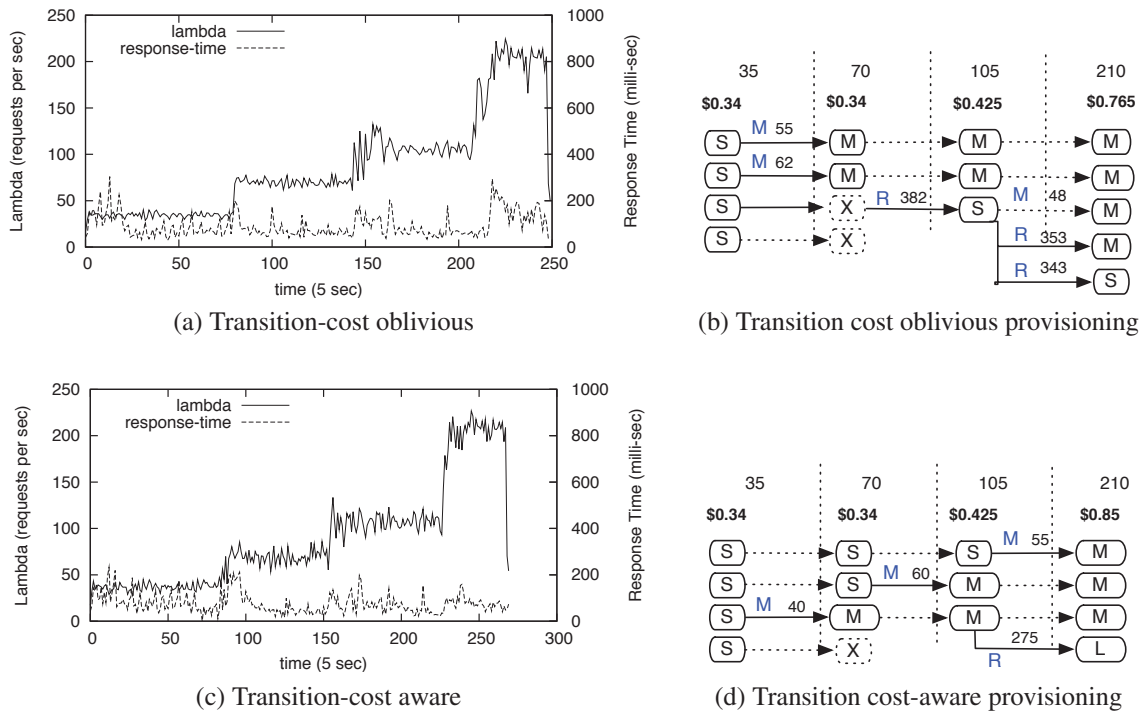 250
200
150
100
50
0
Lambda (requests per sec)
lambda
response-time
1000
800
600
400
200
0
Response Time (milli-sec)
0 50 100 150 200 250
time (5 sec)
(a) Transition-cost oblivious
35 70 105 210
$0.34 $0.34 $0.425 $0.765
S M 55 M M M
S M 62 M M M
S X R 382 S M 48 M
S X R 353 M
R 343 S
(b) Transition cost oblivious provisioning
250
200
150
100
50
0
Lambda (requests per sec)
lambda
response-time
1000
800
600
400
200
0
Response Time (milli-sec)
0 50 100 150 200 250 300
time (5 sec)
(c) Transition-cost aware
35 70 105 210
$0.34 $0.34 $0.425 $0.85
S S S M 55 M
S S M 60 M M
S M 40 M M M
S X R 275 L
(d) Transition cost-aware provisioning